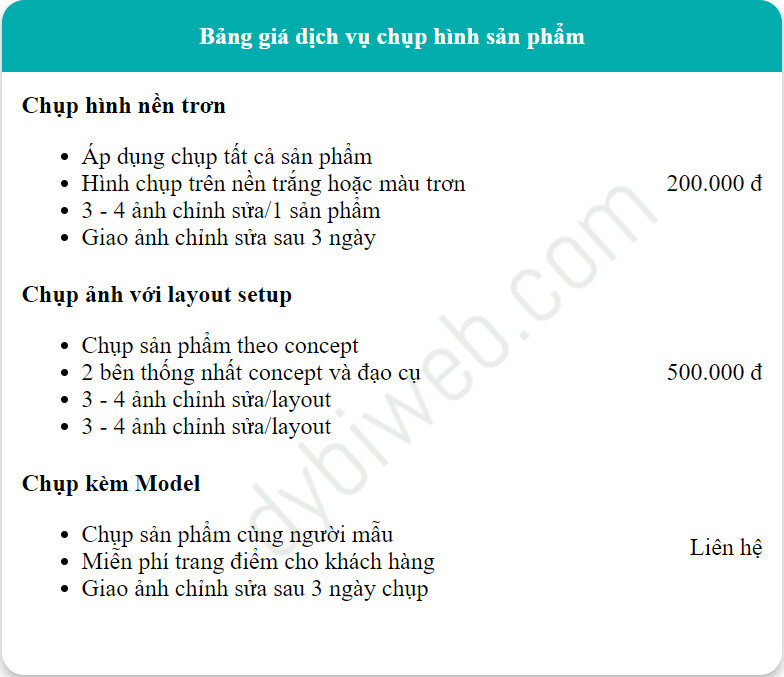 Bảng giá dịch vụ chụp hình sản phẩm
Chụp hình nền trơn
Áp dụng chụp tất cả sản phẩm
Hình chụp trên nền trắng hoặc màu trơn
3 - 4 ảnh chỉnh sửa/1 sản phẩm
Giao ảnh chỉnh sửa sau 3 ngày
200.000 đ
Chụp ảnh với layout setup
Chụp sản phẩm theo concept
2 bên thống nhất concept và đạo cụ
3 - 4 ảnh chỉnh sửa/layout
3 - 4 ảnh chỉnh sửa/layout
500.000 đ
Chụp kèm Model
Chụp sản phẩm cùng người mẫu
Miễn phí trang điểm cho khách hàng
Giao ảnh chỉnh sửa sau 3 ngày chụp
Liên hệ
dybiweb.com